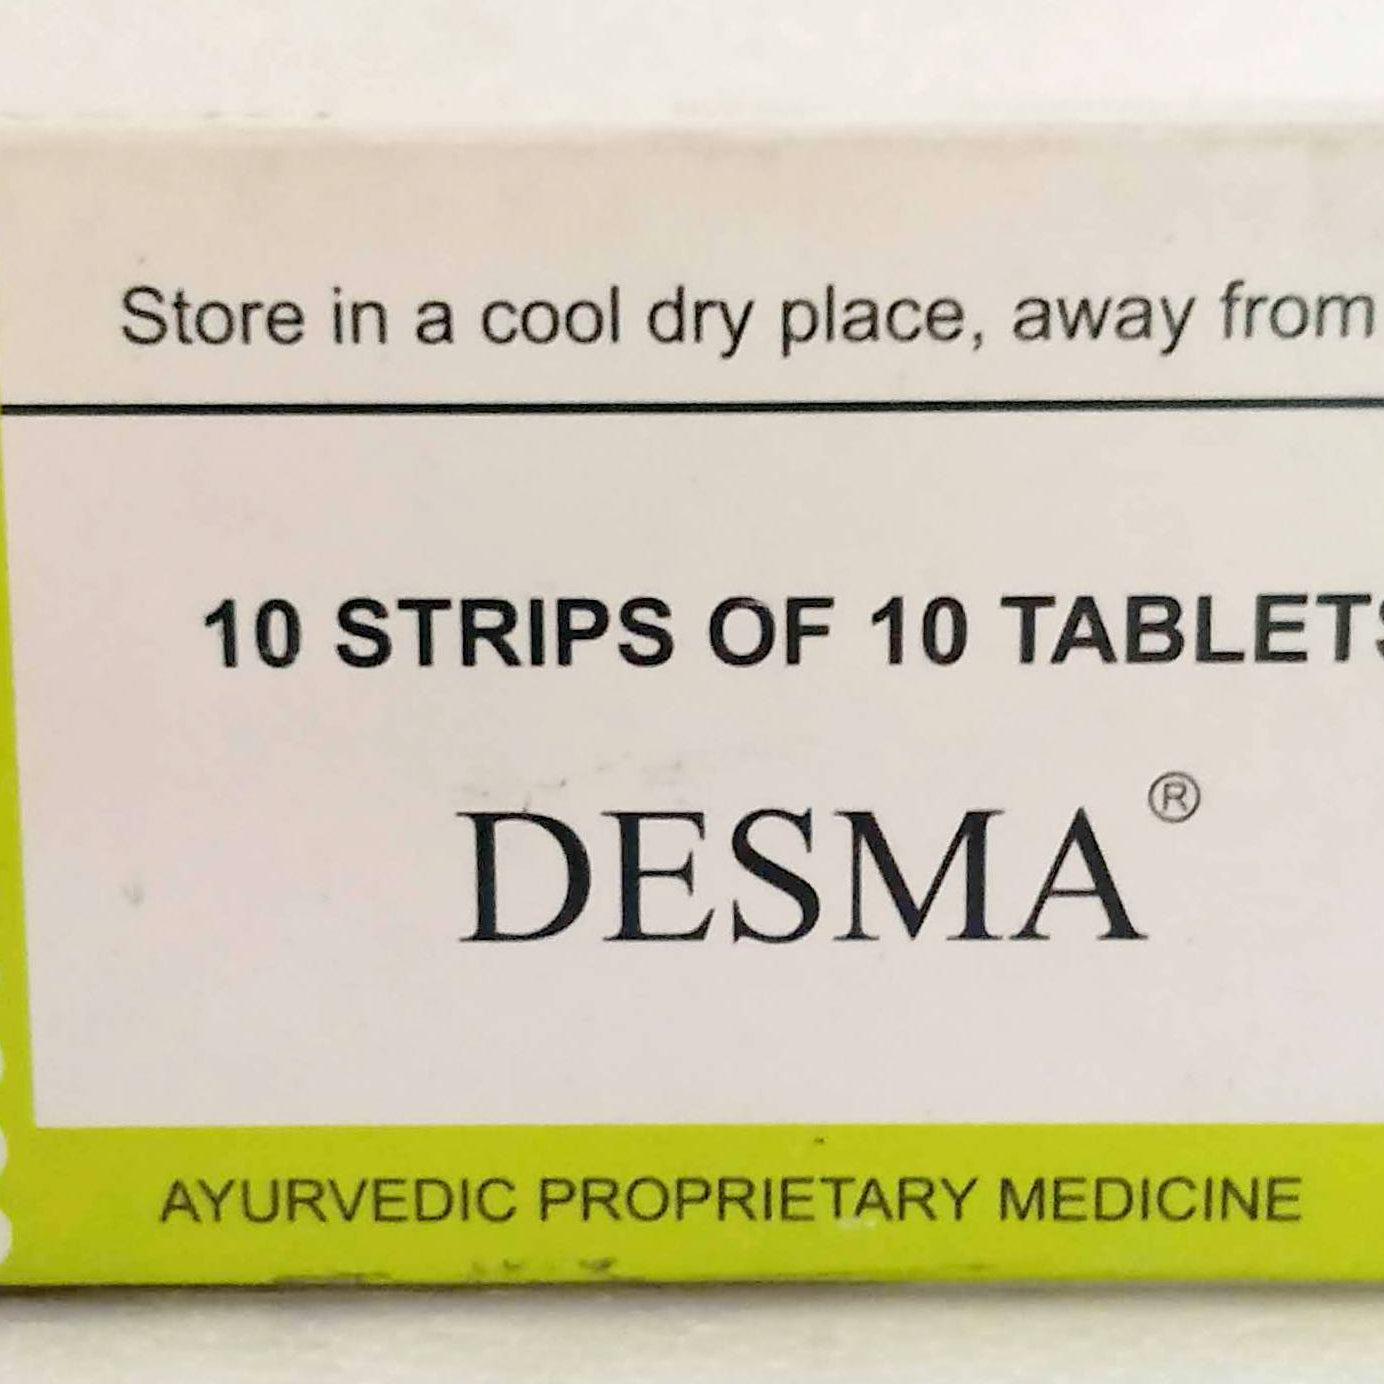 Store in a cool dry place, away from
10 STRIPS OF 10 TABLETS
DESMA®
AYURVEDIC PROPRIETARY MEDICINE